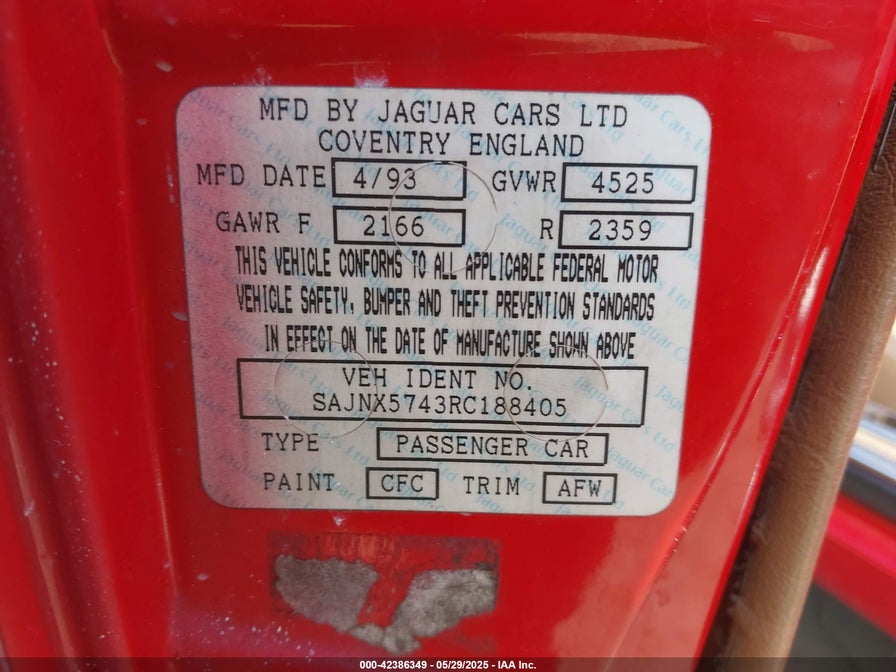 MFD BY JAGUAR CARS LTD
COVENTRY ENGLAND
MFD DATE 4/93 GVWR 4525
GAWR F 2166 R 2359
THIS VEHICLE CONFORMS TO ALL APPLICABLE FEDERAL MOTOR
VEHICLE SAFETY, BUMPER AND THEFT PREVENTION STANDARDS
IN EFFECT ON THE DATE OF MANUFACTURE SHOWN ABOVE
VEH IDENT NO.
SAJNX5743RC188405
TYPE PASSENGER CAR
PAINT CFC TRIM AFW
000-42386349 — 05/29/2025 — IAA Inc.